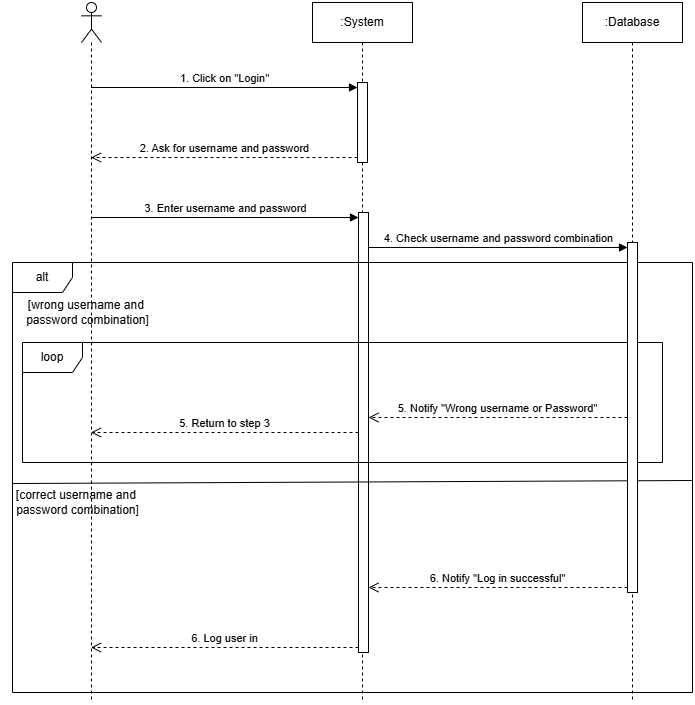 :System
:Database
1. Click on "Login"
2. Ask for username and password
3. Enter username and password
4. Check username and password combination
alt
[wrong username and
password combination]
loop
5. Notify "Wrong username or Password"
5. Return to step 3
[correct username and
password combination]
6. Notify "Log in successful"
6. Log user in